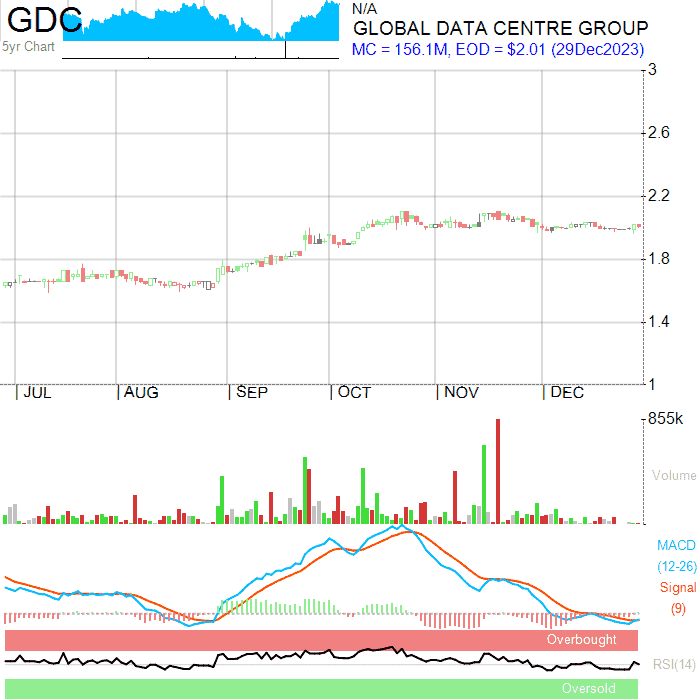 GDC
5yr Chart
N/A
GLOBAL DATA CENTRE GROUP
MC = 156.1M, EOD = $2.01 (29Dec2023)
3
2.6
2.2
1.8
1.4
1
JUL AUG SEP OCT NOV DEC
855k
Volume
MACD
(12-26)
Signal
(9)
Overbought
RSI(14)
Oversold